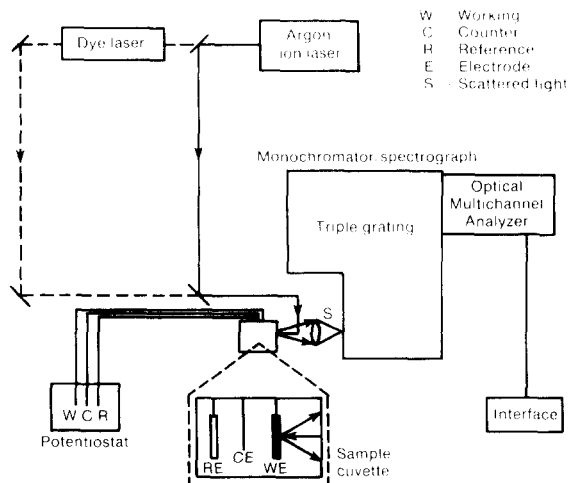 Dye laser
Argon
ion laser
W Working
C Counter
R Reference
E Electrode
S - Scattered light
Monochromator spectrograph
Triple grating
Optical
Multichannel
Analyzer
S
W C R
Potentiostat
RE
CE
WE
Sample
cuvette
Interface